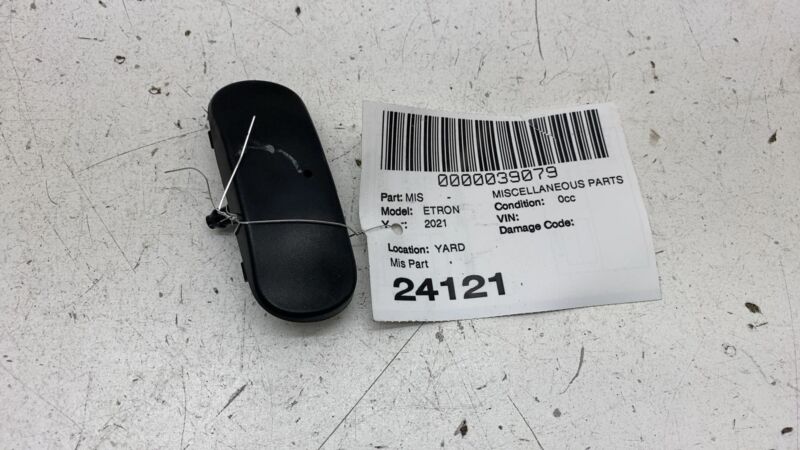 0000039079
Part: MIS - MISCELLANEOUS PARTS
Model: ETRON Condition: 0cc
2021 VIN:
Damage Code:
Location: YARD
Mis Part
24121